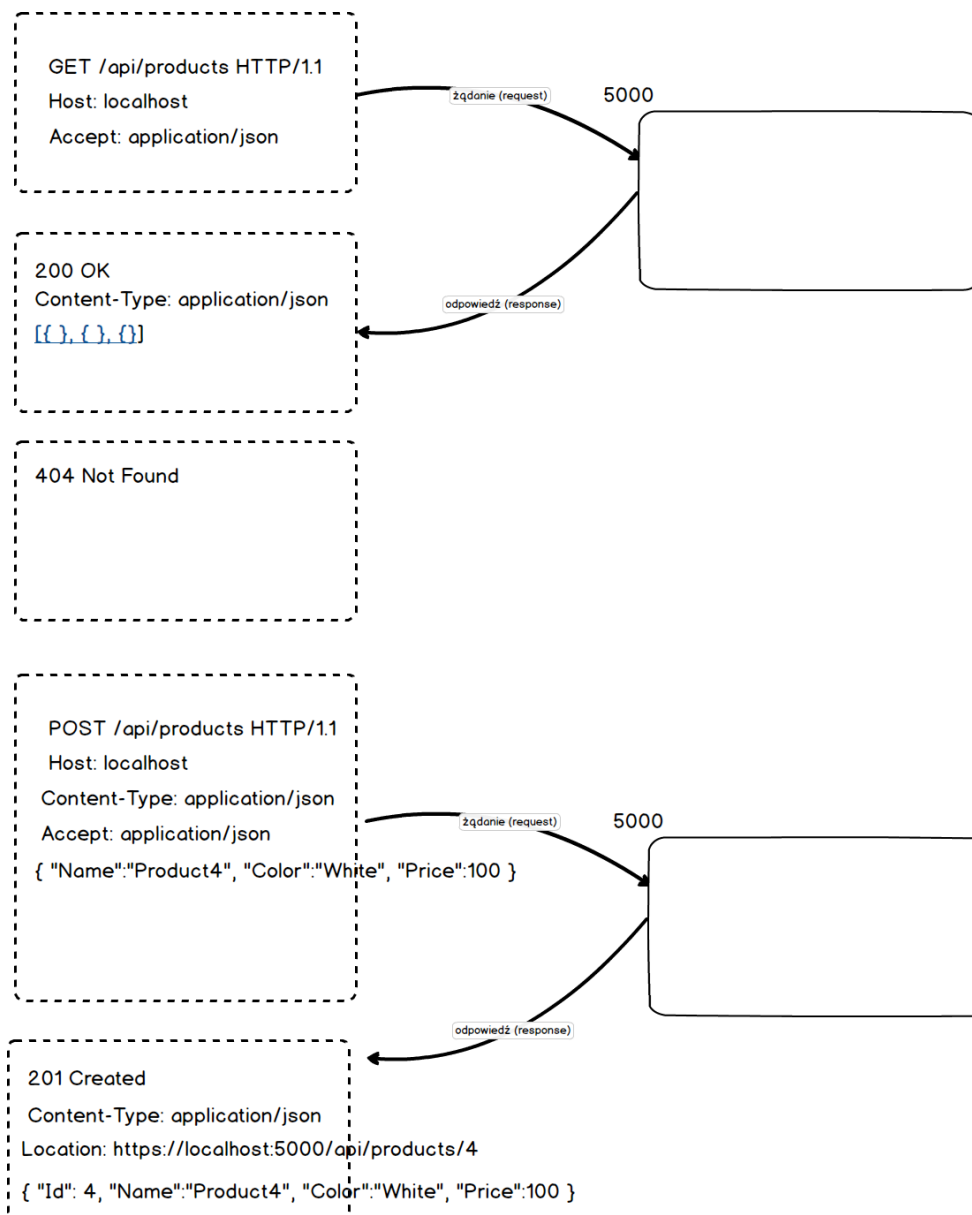 GET /api/products HTTP/1.1
Host: localhost
Accept: application/json
żądanie (request)
5000
200 OK
Content-Type: application/json
[{ }, { }, {}]
odpowiedź (response)
404 Not Found
POST /api/products HTTP/1.1
Host: localhost
Content-Type: application/json
Accept: application/json
{ "Name":"Product4", "Color":"White", "Price":100 }
żądanie (request)
5000
odpowiedź (response)
201 Created
Content-Type: application/json
Location: https://localhost:5000/api/products/4
{ "Id": 4, "Name":"Product4", "Color":"White", "Price":100 }